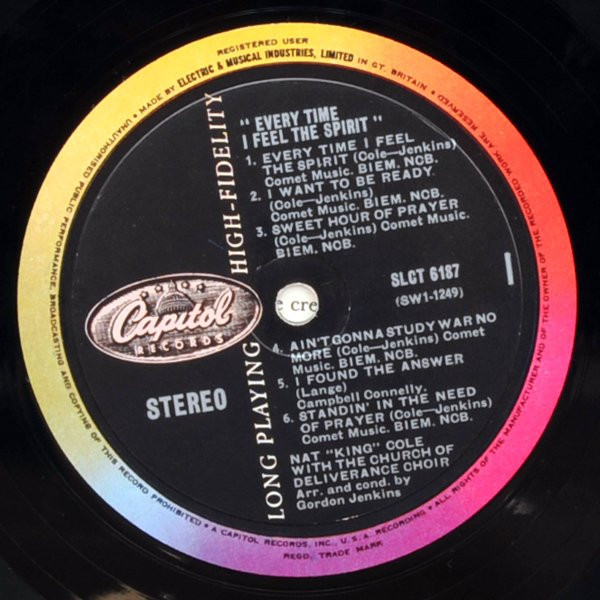 REGISTERED USER
MADE BY ELECTRIC & MUSICAL INDUSTRIES, LIMITED IN GT. BRITAIN • ALL RIGHTS OF THE MANUFACTURER AND OF THE OWNER OF THE RECORDED WORK ARE RESERVED
UNAUTHORISED PUBLIC PERFORMANCE, BROADCASTING AND COPYING OF THIS RECORD PROHIBITED • A CAPITOL RECORDS, INC., U.S.A. RECORDING •
REGD. TRADE MARK
LONG PLAYING HIGH-FIDELITY
" EVERY TIME
I FEEL THE SPIRIT "
1. EVERY TIME I FEEL
THE SPIRIT (Cole—Jenkins)
Comet Music. BIEM. NCB.
2. I WANT TO BE READY
(Cole—Jenkins)
Comet Music. BIEM. NCB.
3. SWEET HOUR OF PRAYER
(Cole—Jenkins) Comet Music.
BIEM. NCB.
SLCT 6187
(SW1-1249)
1
Capitol
RECORDS
e cre
STEREO
4. AIN'T GONNA STUDY WAR NO
MORE (Cole—Jenkins) Comet
Music. BIEM. NCB.
5. I FOUND THE ANSWER
(Lange)
Campbell Connelly.
6. STANDIN' IN THE NEED
OF PRAYER (Cole—Jenkins)
Comet Music. BIEM. NCB.
NAT "KING" COLE
WITH THE CHURCH OF
DELIVERANCE CHOIR
Arr. and cond. by
Gordon Jenkins